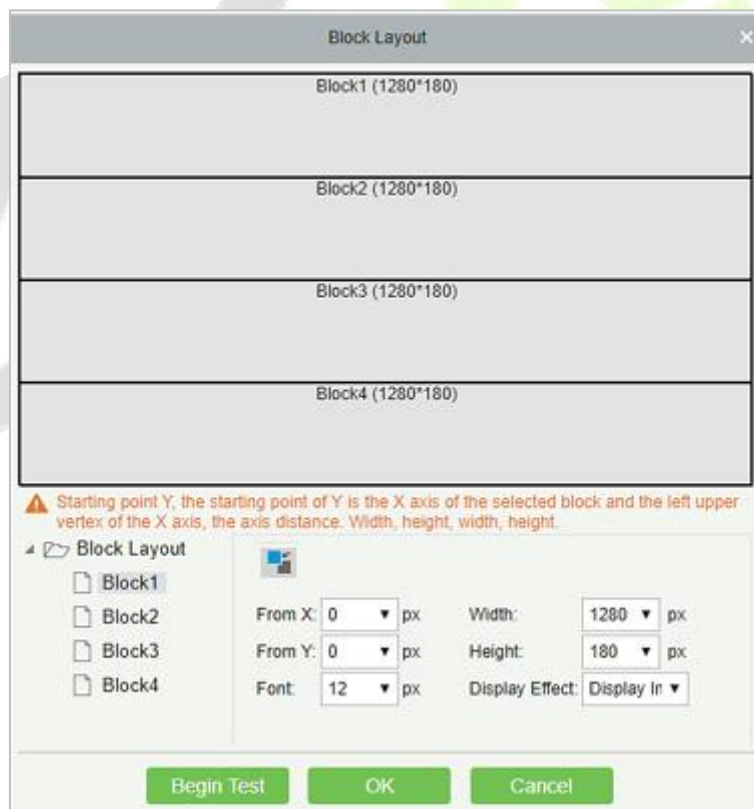 Block Layout
Block1 (1280*180)
Block2 (1280*180)
Block3 (1280*180)
Block4 (1280*180)
Starting point Y, the starting point of Y is the X axis of the selected block and the left upper
vertex of the X axis, the axis distance. Width, height, width, height.
Block Layout
Block1
Block2
Block3
Block4
From X: 0 px Width: 1280 px
From Y: 0 px Height: 180 px
Font: 12 px Display Effect: Display In
Begin Test OK Cancel